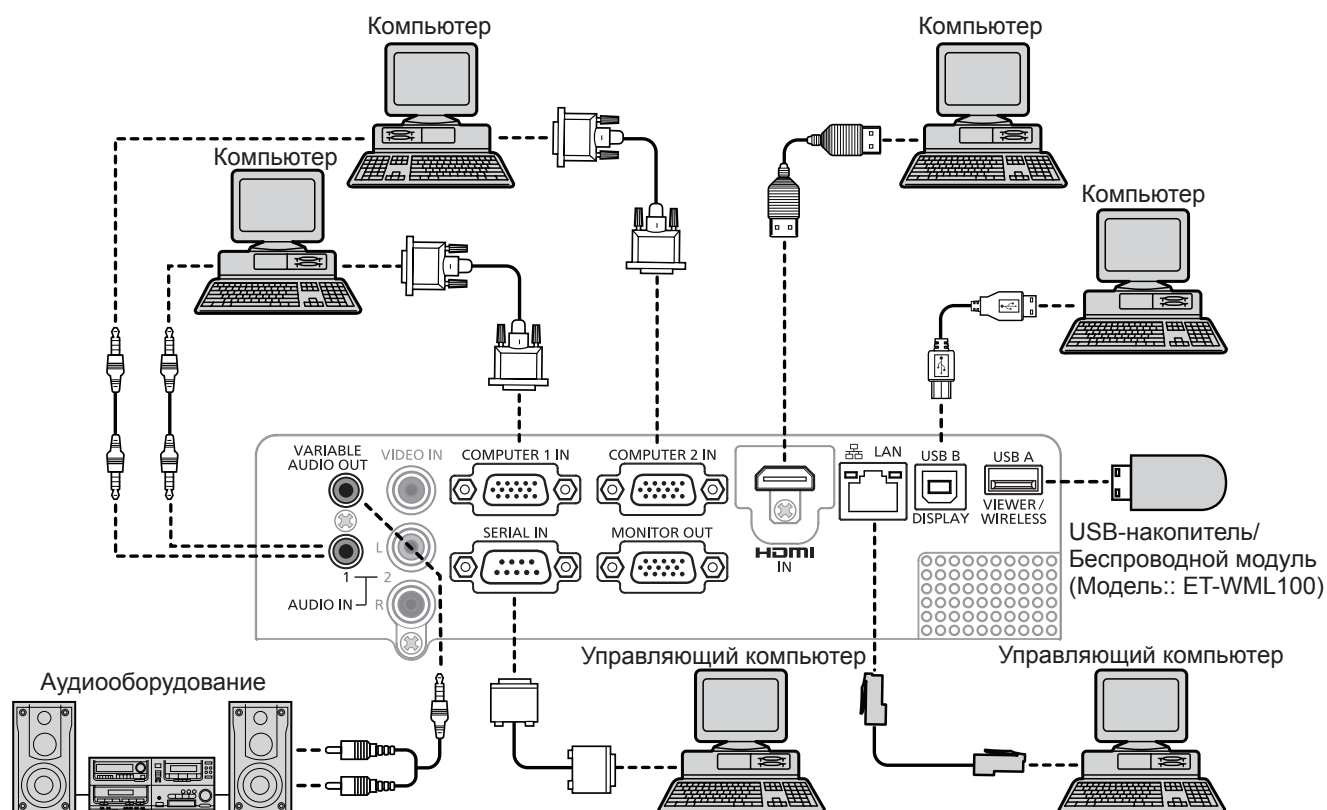 Компьютер
Компьютер
Компьютер
Компьютер
VARIABLE
AUDIO OUT
VIDEO IN
COMPUTER 1 IN
COMPUTER 2 IN
LAN
USB B
USB A
DISPLAY
VIEWER /
WIRELESS
SERIAL IN
MONITOR OUT
HDMI
IN
L
1
2
AUDIO IN
R
USB-накопитель/
Беспроводной модуль
(Модель:: ET-WML100)
Управляющий компьютер
Управляющий компьютер
Аудиооборудование